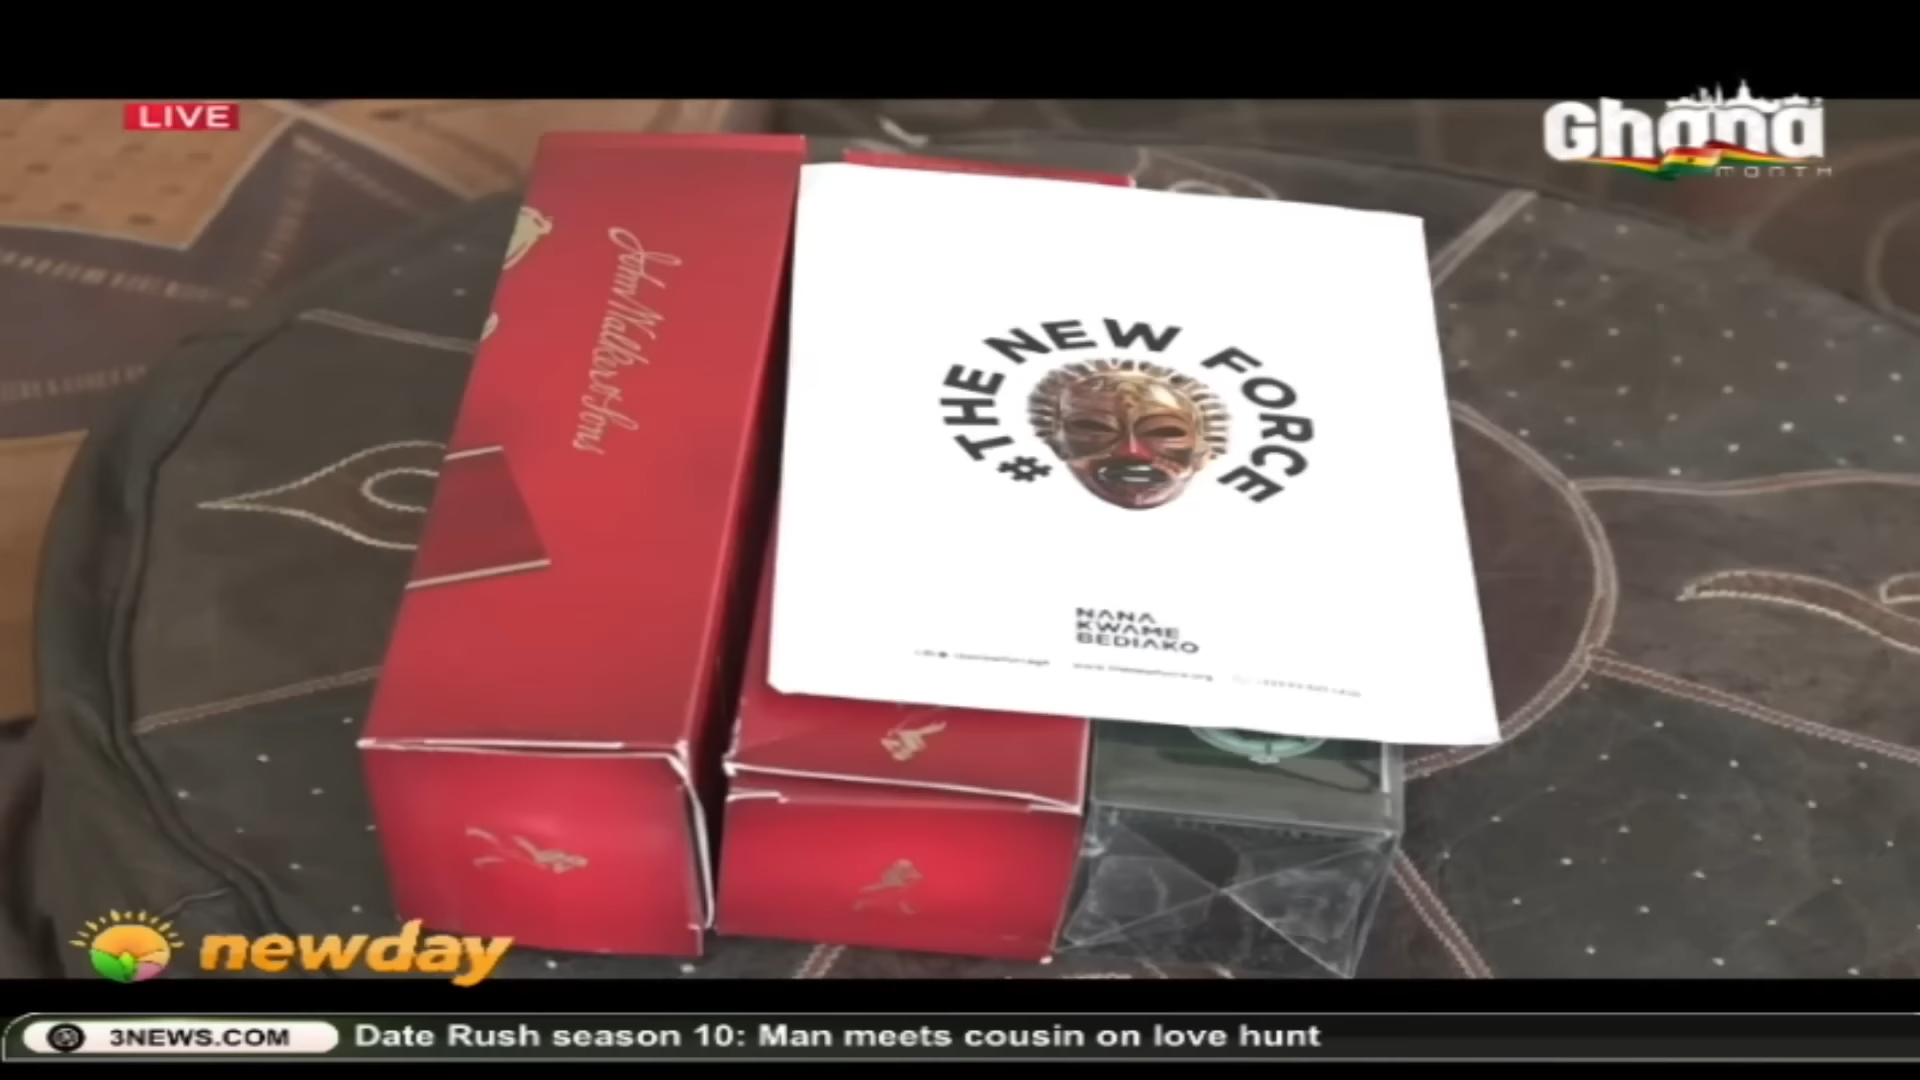 LIVE
Ghana
MONTH
John Walker & Sons
#THE NEW FORCE
NANA
KWAME
BEDIAKO
newday
3NEWS.COM
Date Rush season 10: Man meets cousin on love hunt